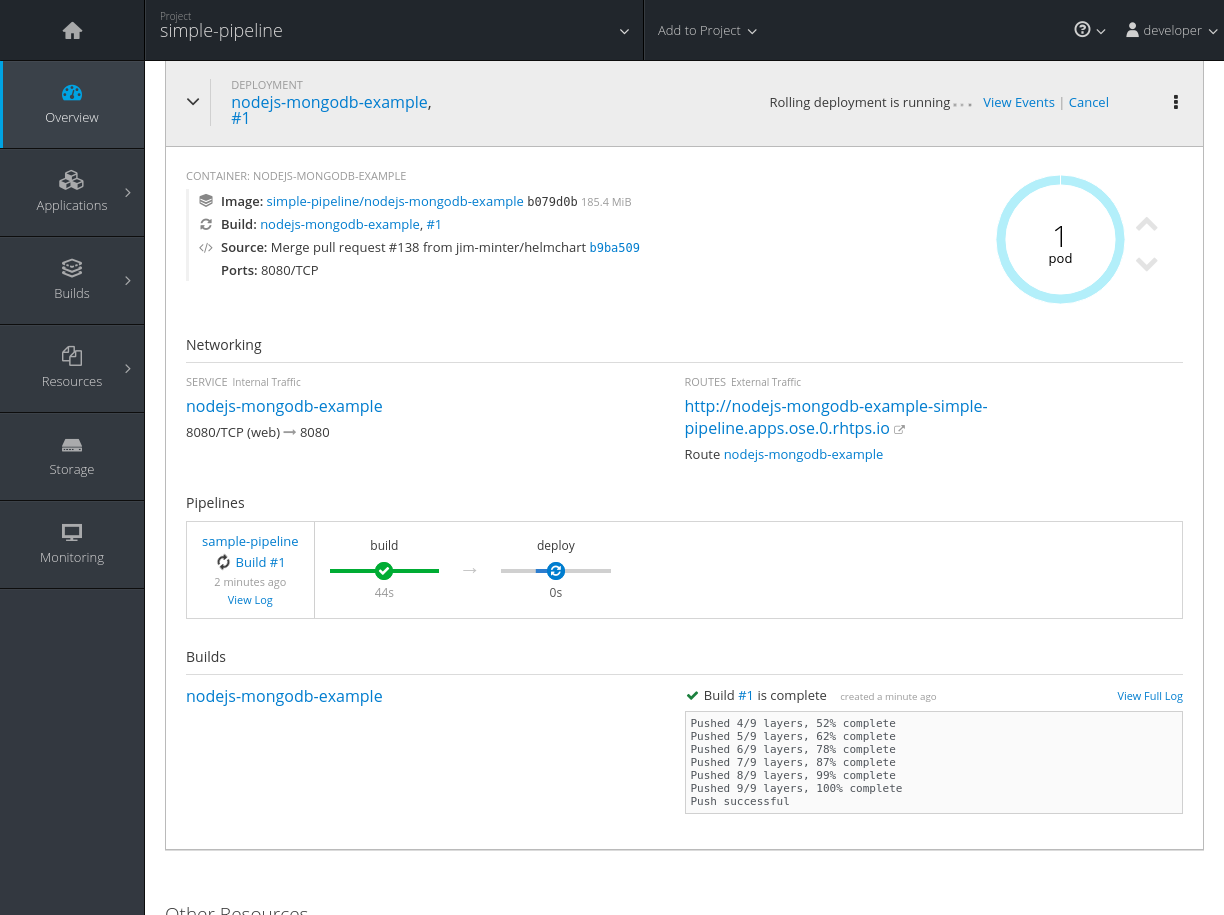 Project
simple-pipeline
Add to Project
developer
Overview
Applications
Builds
Resources
Storage
Monitoring
DEPLOYMENT
nodejs-mongodb-example,
#1
Rolling deployment is running... View Events | Cancel
CONTAINER: NODEJS-MONGODB-EXAMPLE
Image: simple-pipeline/nodejs-mongodb-example b079d0b 185.4 MiB
Build: nodejs-mongodb-example, #1
Source: Merge pull request #138 from jim-minter/helmchart b9ba509
Ports: 8080/TCP
1
pod
Networking
SERVICE Internal Traffic
nodejs-mongodb-example
8080/TCP (web) → 8080
ROUTES External Traffic
http://nodejs-mongodb-example-simple-
pipeline.apps.ose.0.rhtps.io
Route nodejs-mongodb-example
Pipelines
sample-pipeline
Build #1
2 minutes ago
View Log
build
44s
→
deploy
0s
Builds
nodejs-mongodb-example
Build #1 is complete created a minute ago
View Full Log
Pushed 4/9 layers, 52% complete
Pushed 5/9 layers, 62% complete
Pushed 6/9 layers, 78% complete
Pushed 7/9 layers, 87% complete
Pushed 8/9 layers, 99% complete
Pushed 9/9 layers, 100% complete
Push successful
Other Resources